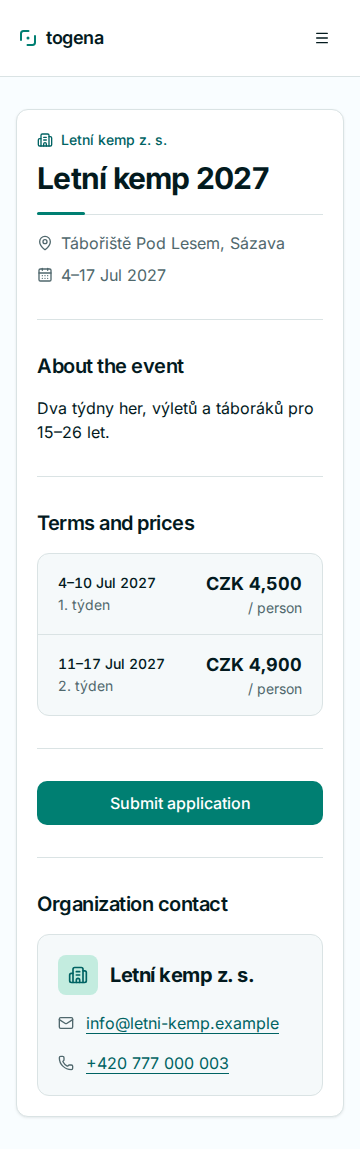 togena
Letní kemp z. s.
Letní kemp 2027
Tábořiště Pod Lesem, Sázava
4–17 Jul 2027
About the event
Dva týdny her, výletů a táboráků pro
15–26 let.
Terms and prices
4–10 Jul 2027
CZK 4,500
1. týden
/ person
11–17 Jul 2027
CZK 4,900
2. týden
/ person
Submit application
Organization contact
Letní kemp z. s.
info@letni-kemp.example
+420 777 000 003